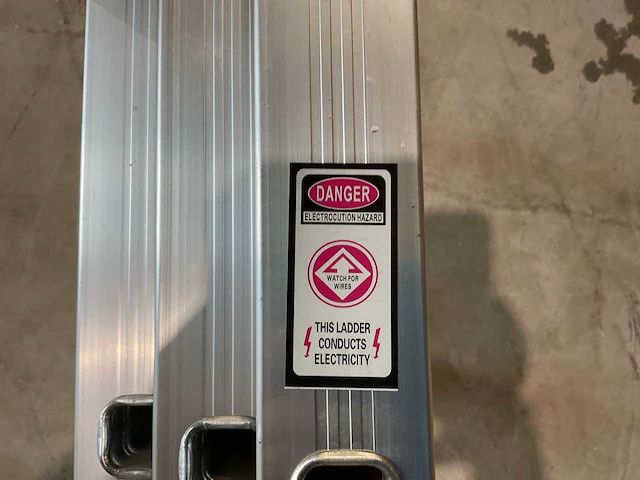 DANGER
ELECTROCUTION HAZARD
WATCH FOR
WIRES
THIS LADDER
CONDUCTS
ELECTRICITY